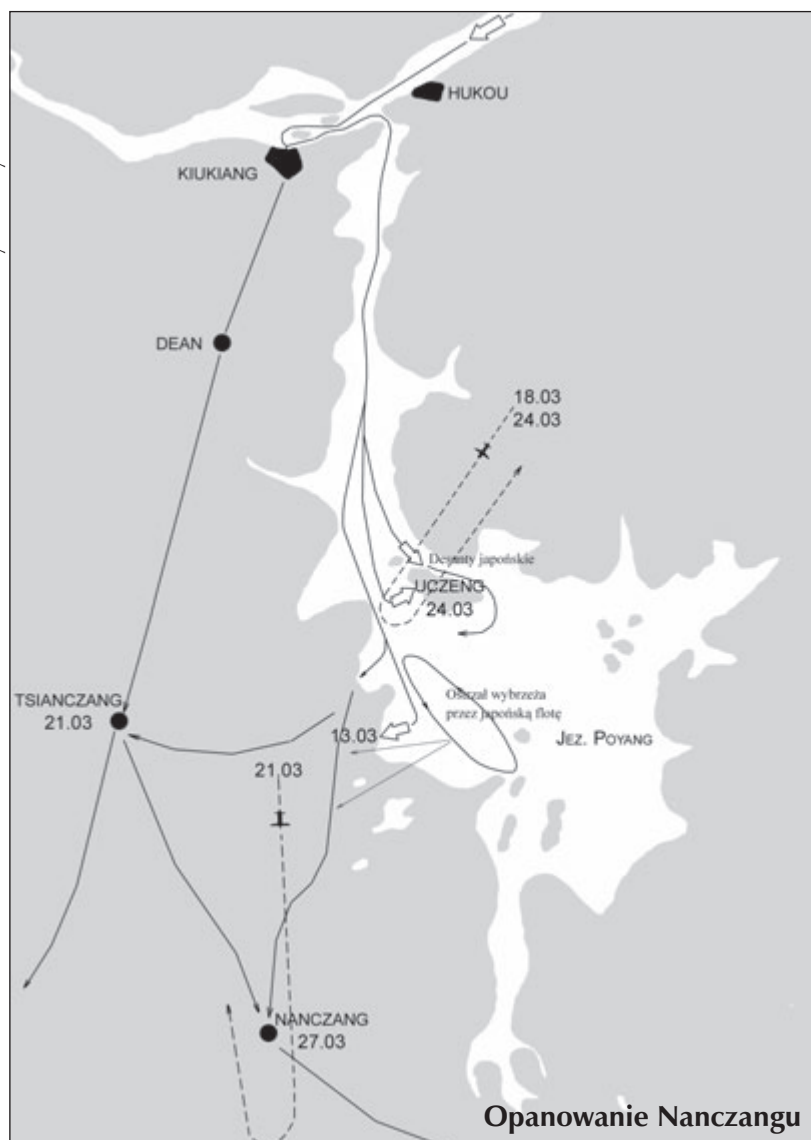 HUKOU
KIUKIANG
DEAN
18.03
24.03
Desanty japońskie
UCZENG
24.03
TSIANCZANG
21.03
Ostrzał wybrzeża
przez japońską flotę
13.03
JEZ. POYANG
21.03
NANCZANG
27.03
Opanowanie Nanczangu